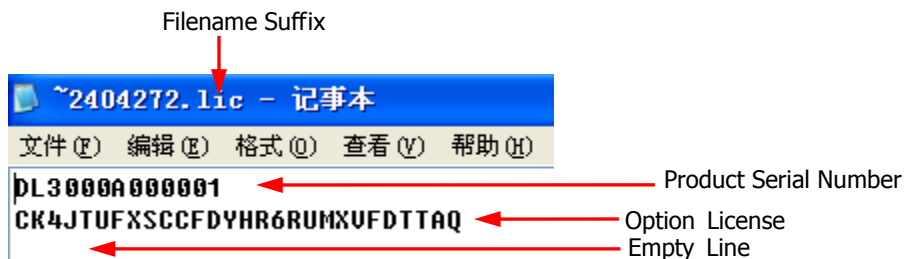 Filename Suffix
~2404272.lic - 记事本
文件(F) 编辑(E) 格式(O) 查看(V) 帮助(H)
DL3000A000001 Product Serial Number
CK4JTUFXSCCFDYHR6RUMXVFDTTAQ Option License
Empty Line